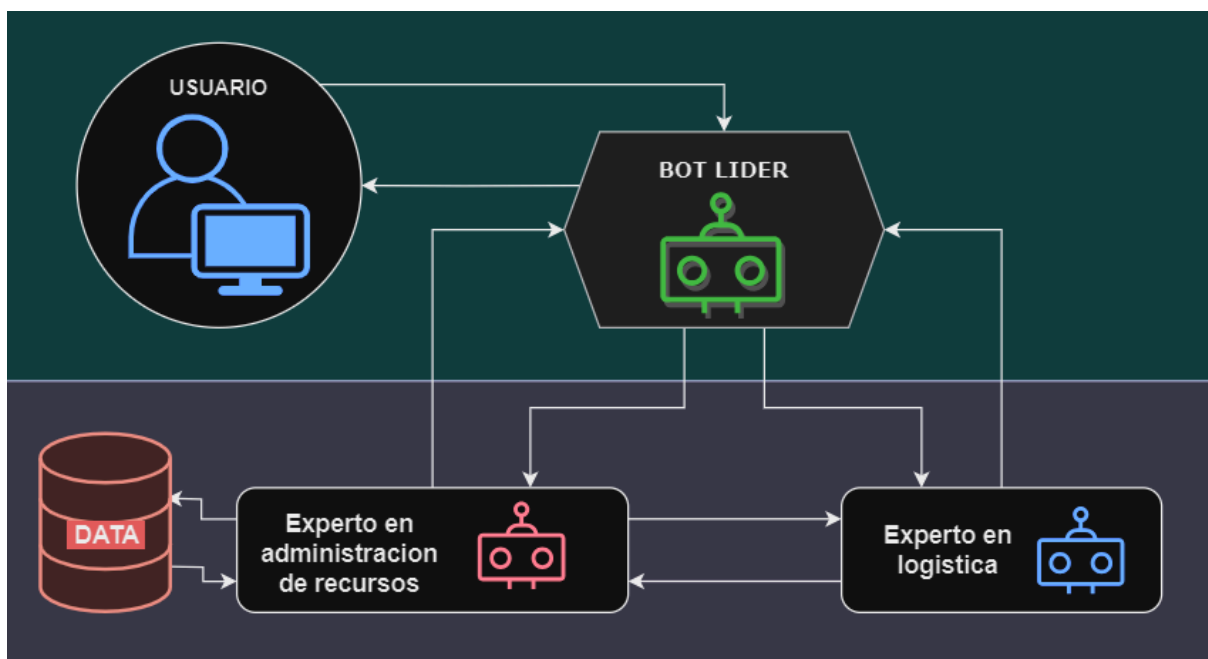 USUARIO
BOT LIDER
DATA
Experto en
administracion
de recursos
Experto en
logistica